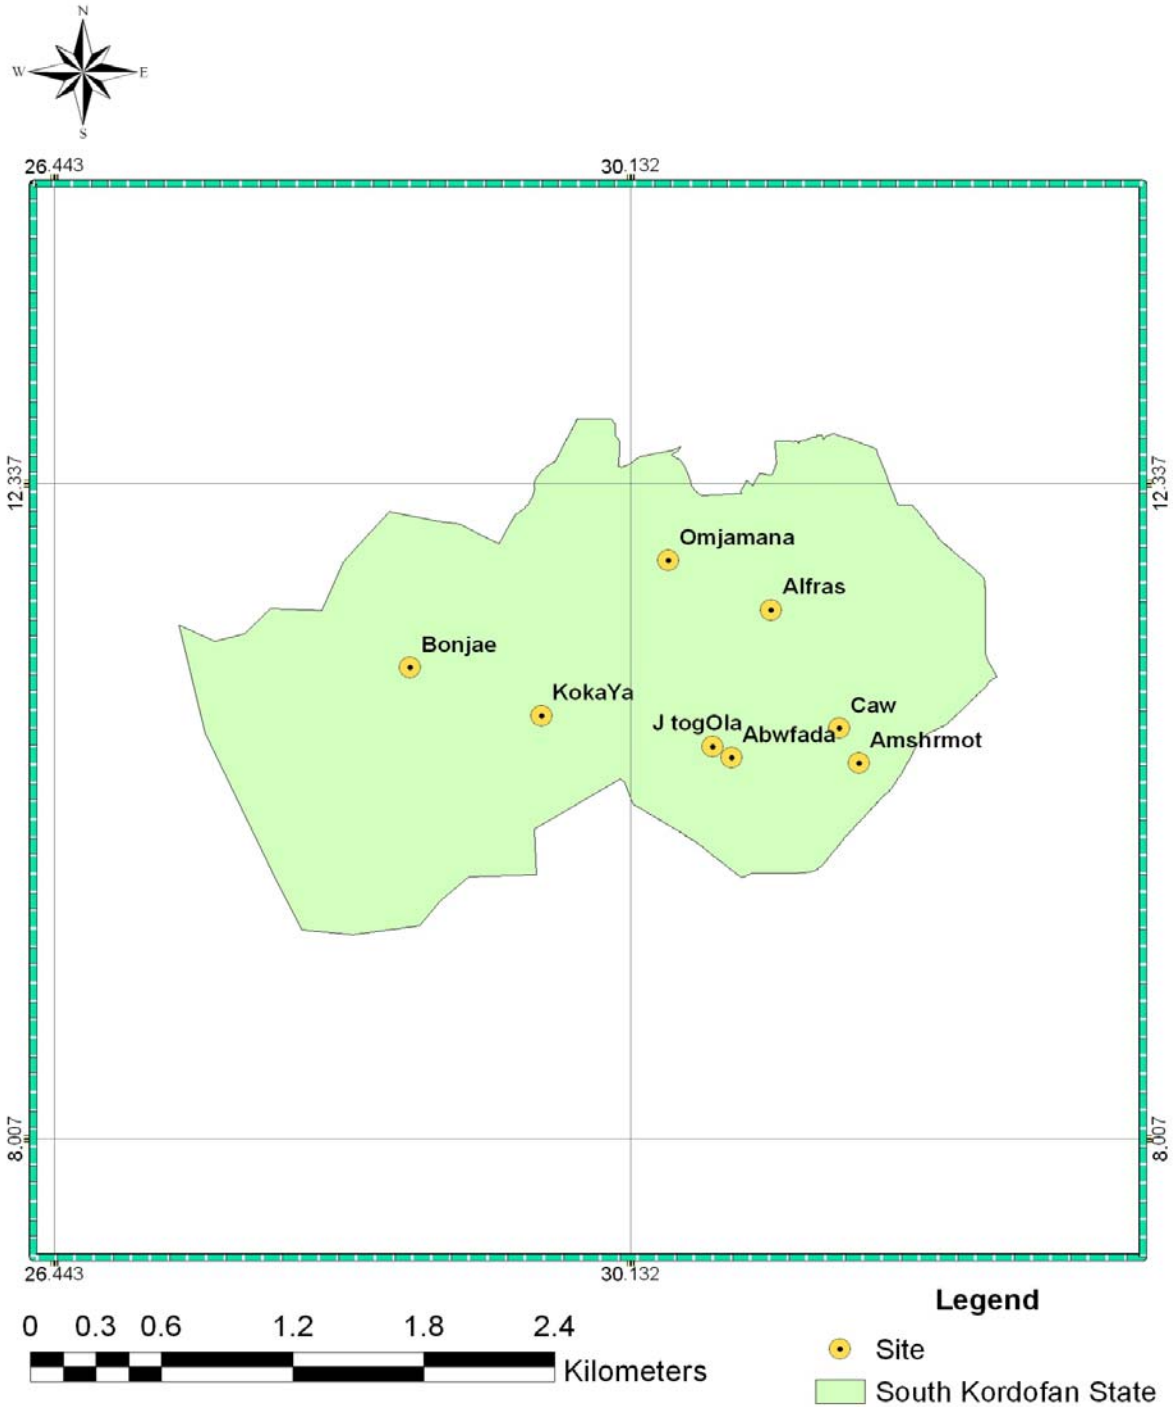 N
W E
S
26.443 30.132
12.337 12.337
Omjamana
Alfras
Bonjae
KokaYa
Caw
J togOla
Abwfada
Amshrmot
8.007 8.007
26.443 30.132
Legend
0 0.3 0.6 1.2 1.8 2.4
Site
Kilometers
South Kordofan State